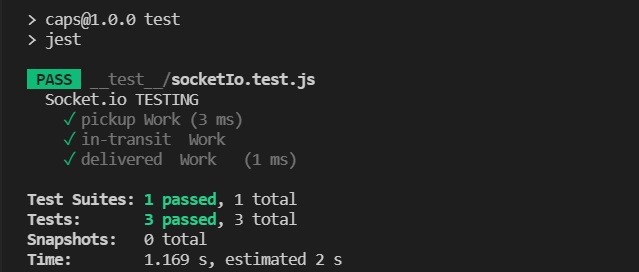 > caps@1.0.0 test
> jest
PASS __test__/socketIo.test.js
Socket.io TESTING
✓ pickup Work (3 ms)
✓ in-transit  Work
✓ delivered  Work   (1 ms)
Test Suites: 1 passed, 1 total
Tests:       3 passed, 3 total
Snapshots:   0 total
Time:        1.169 s, estimated 2 s